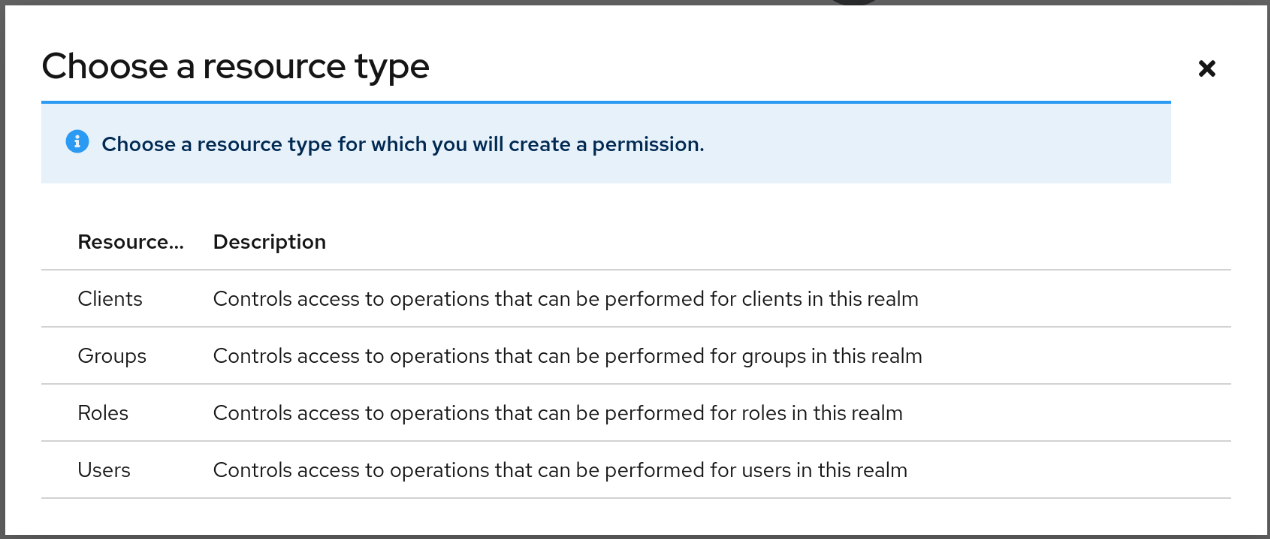 Choose a resource type
Choose a resource type for which you will create a permission.
Resource... Description
Clients Controls access to operations that can be performed for clients in this realm
Groups Controls access to operations that can be performed for groups in this realm
Roles Controls access to operations that can be performed for roles in this realm
Users Controls access to operations that can be performed for users in this realm